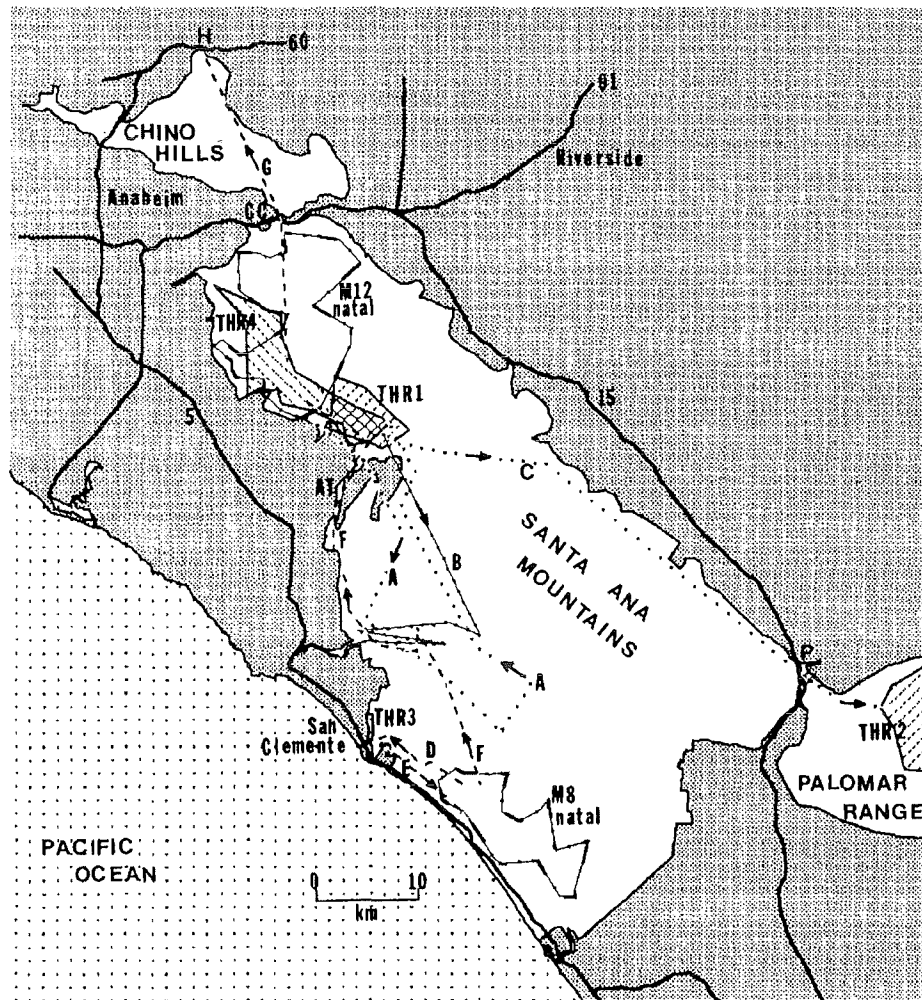 H
60
91
CHINO
HILLS
Riverside
G
Anaheim
CC
M12
natal
THR4
THR1
15
5
C
AT
F
B
A
SANTA ANA
MOUNTAINS
A
P
THR3
San
Clemente
D
F
E
THR2
M8
natal
PALOMAR
RANGE
PACIFIC
OCEAN
0 10
km